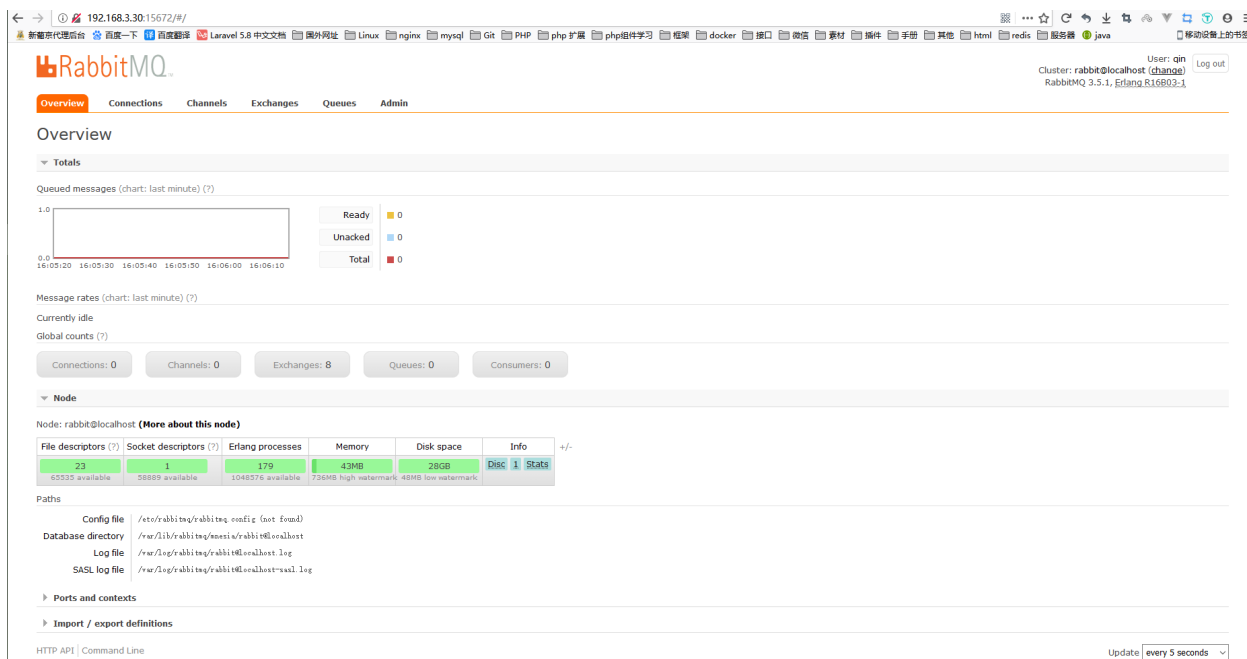 192.168.3.30:15672/#/
新葡京代理后台 百度一下 译 百度翻译 Laravel 5.8 中文文档 国外网址 Linux nginx mysql Git PHP php 扩展 php组件学习 框架 docker 接口 微信 素材 插件 手册 其他 html redis 服务器 java 移动设备上的书签
RabbitMQ
User: qin
Log out
Cluster: rabbit@localhost (change)
RabbitMQ 3.5.1, Erlang R16B03-1
Overview Connections Channels Exchanges Queues Admin
Overview
Totals
Queued messages (chart: last minute) (?)
1.0
0.0
16:05:20 16:05:30 16:05:40 16:05:50 16:06:00 16:06:10
Ready 0
Unacked 0
Total 0
Message rates (chart: last minute) (?)
Currently idle
Global counts (?)
Connections: 0 Channels: 0 Exchanges: 8 Queues: 0 Consumers: 0
Node
Node: rabbit@localhost (More about this node)
File descriptors (?) Socket descriptors (?) Erlang processes Memory Disk space Info +/-
23 1 179 43MB 28GB Disc 1 Stats
65535 available 58889 available 1048576 available 736MB high watermark 48MB low watermark
Paths
Config file /etc/rabbitmq/rabbitmq.config (not found)
Database directory /var/lib/rabbitmq/mnesia/rabbit@localhost
Log file /var/log/rabbitmq/rabbit@localhost.log
SASL log file /var/log/rabbitmq/rabbit@localhost-sasl.log
Ports and contexts
Import / export definitions
HTTP API Command Line
Update every 5 seconds